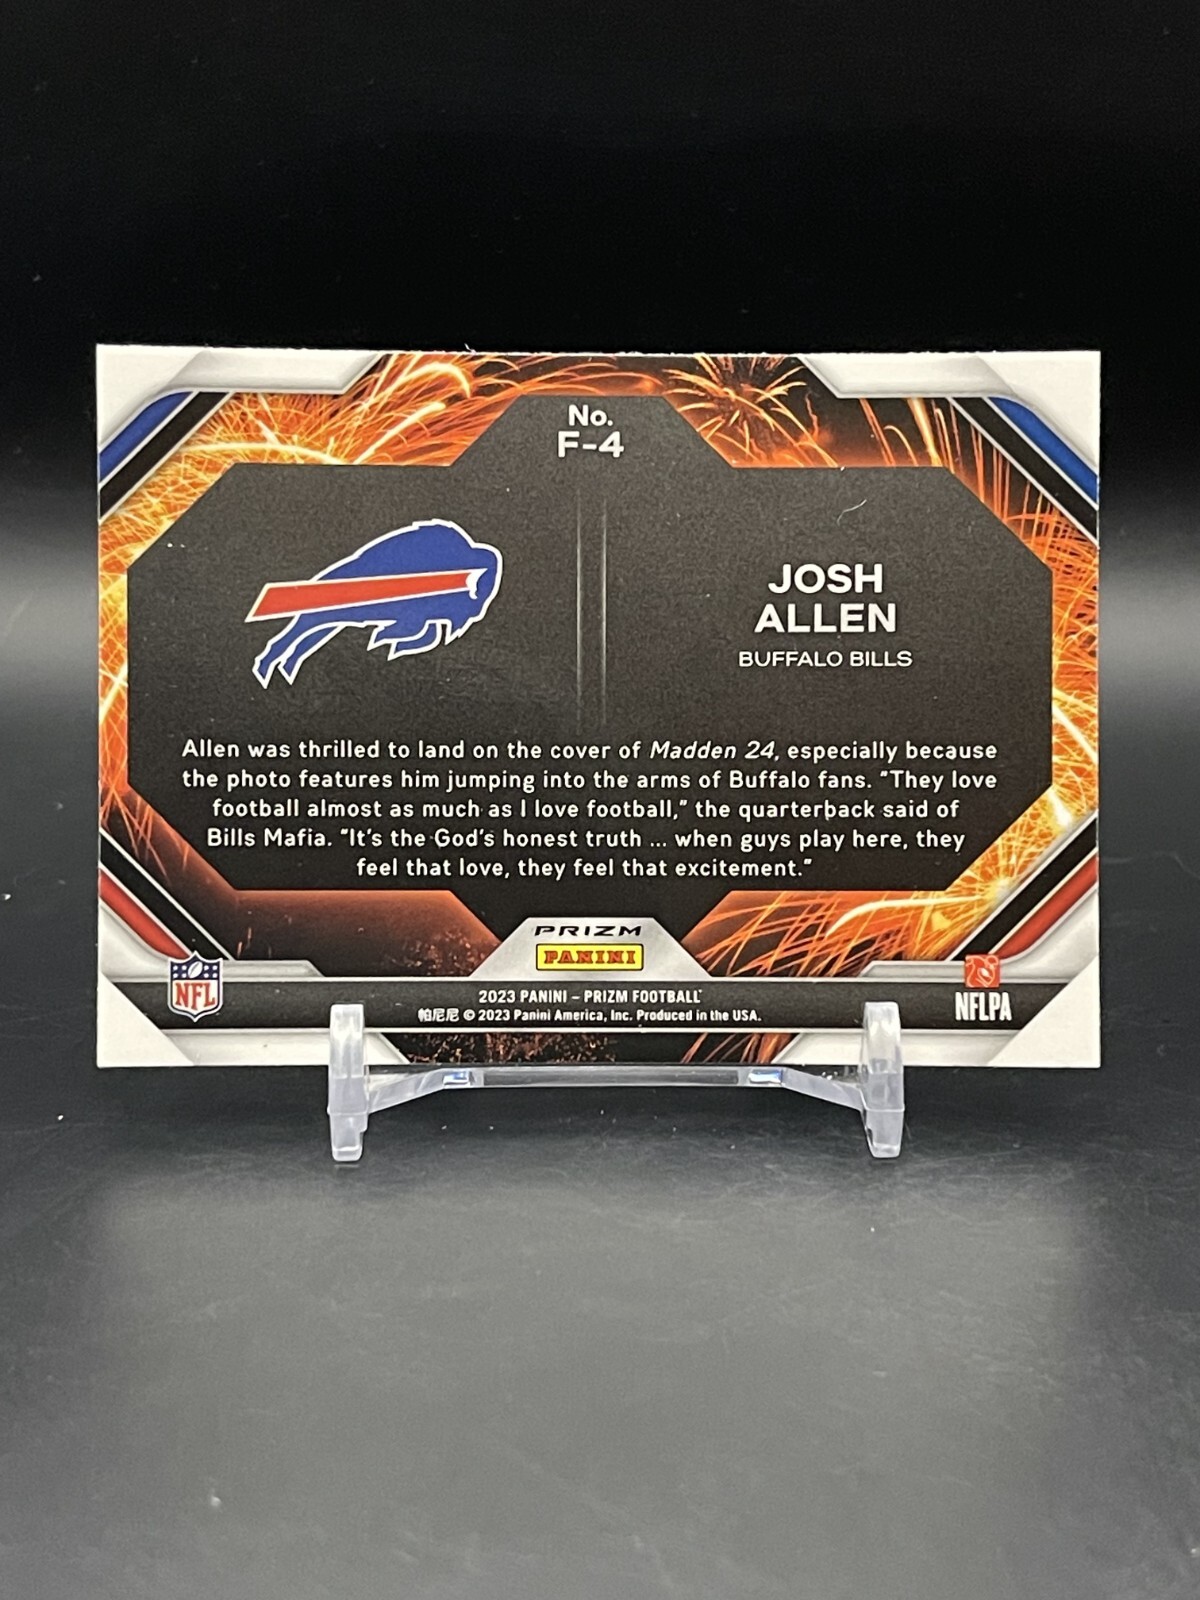 No.
F-4
JOSH
ALLEN
BUFFALO BILLS
Allen was thrilled to land on the cover of Madden 24, especially because
the photo features him jumping into the arms of Buffalo fans. "They love
football almost as much as I love football," the quarterback said of
Bills Mafia. "It's the God's honest truth ... when guys play here, they
feel that love, they feel that excitement."
PRIZM
PANINI
NFL
2023 PANINI – PRIZM FOOTBALL
帕尼尼 © 2023 Panini America, Inc. Produced in the USA.
NFLPA